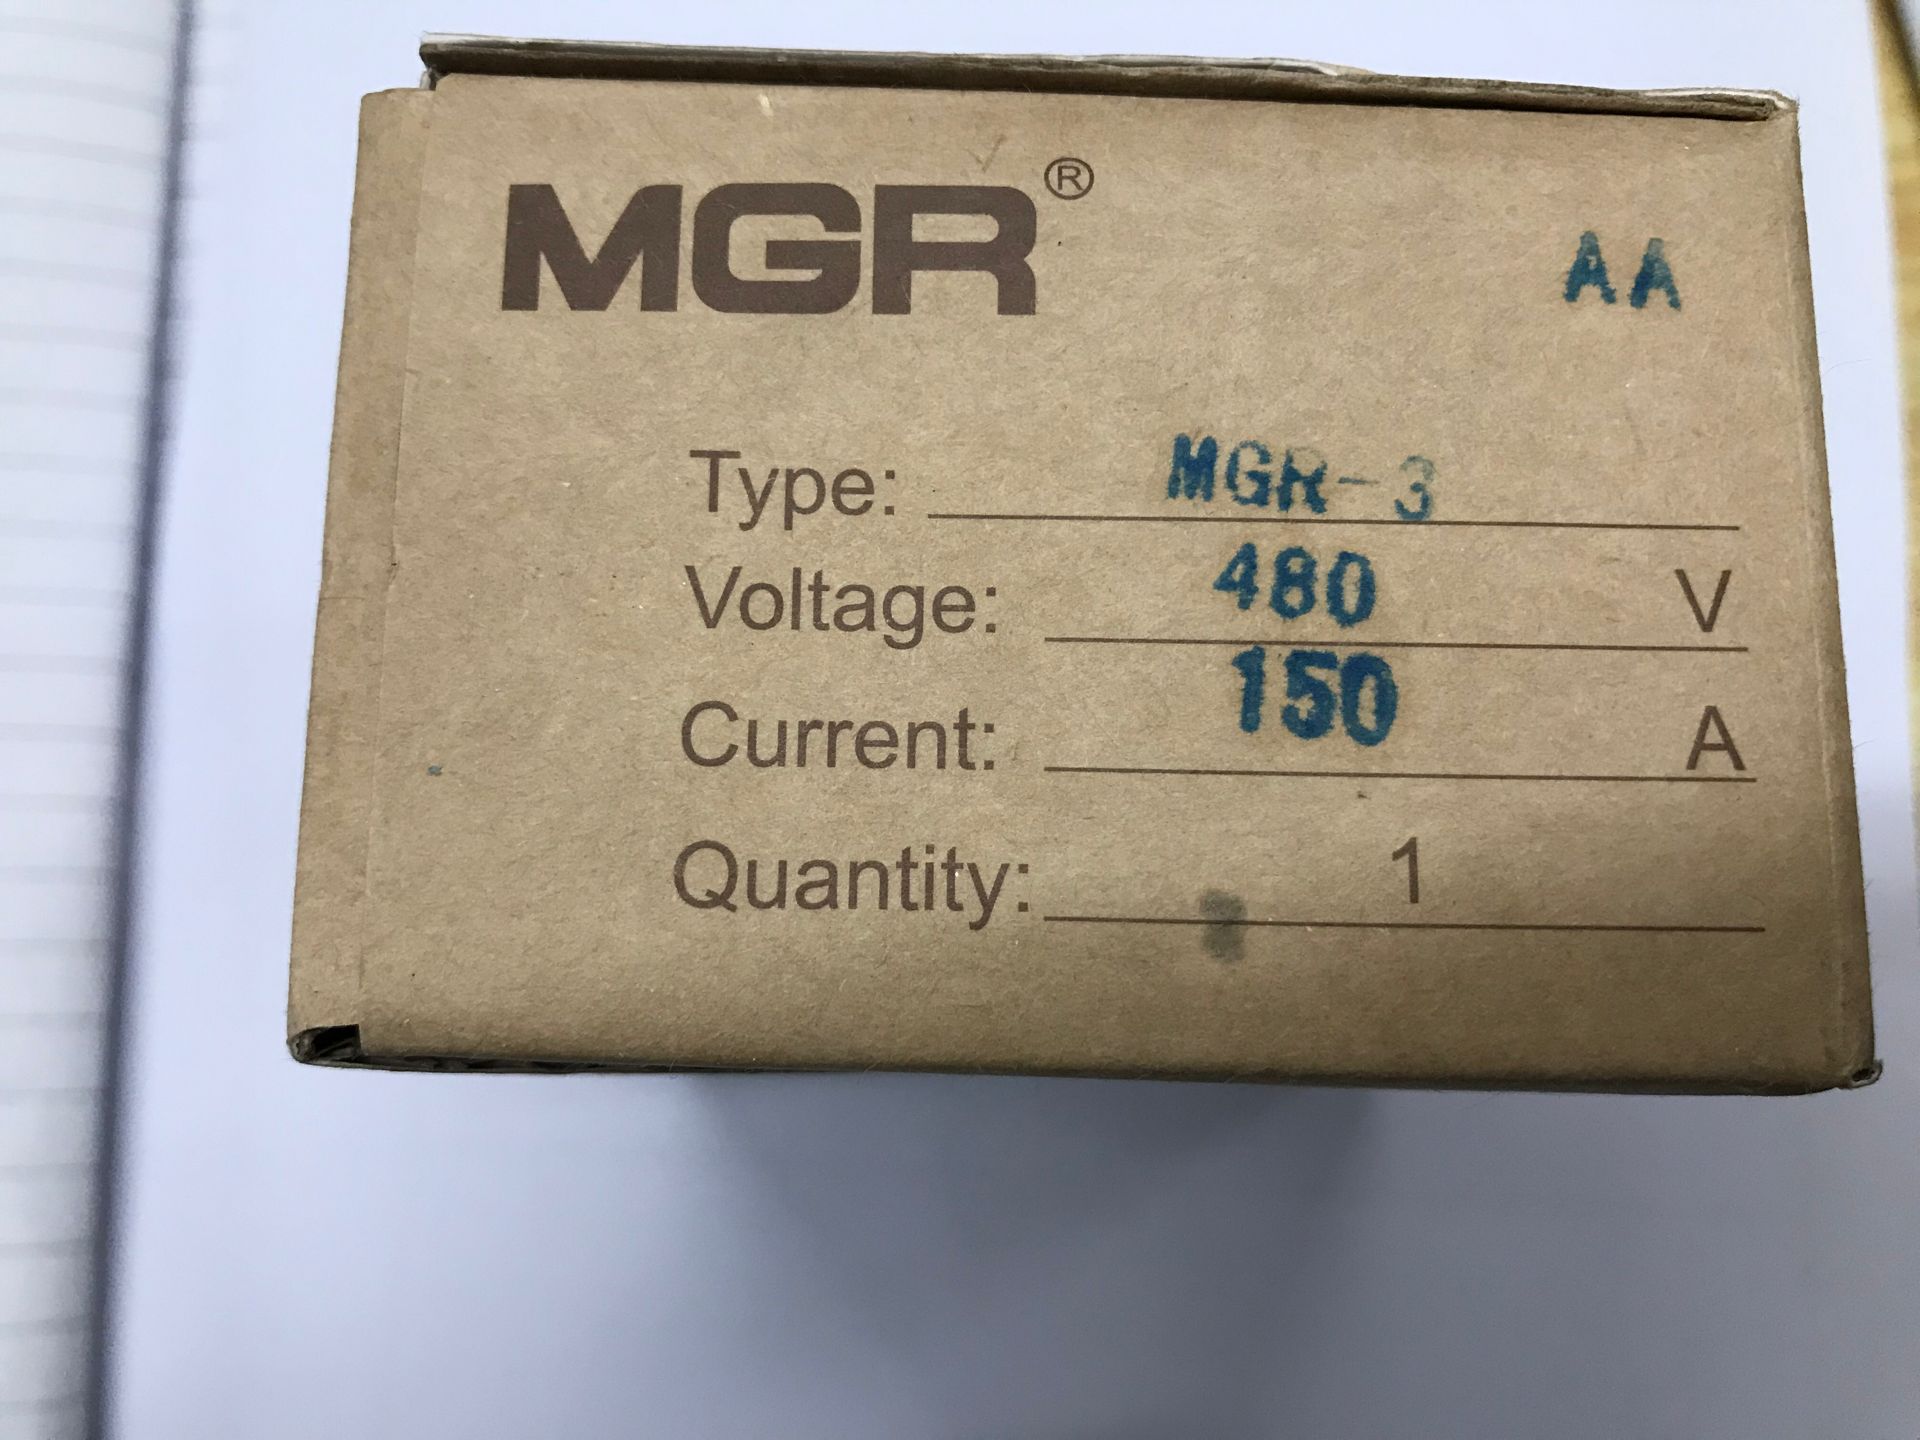 MGR®
AA
Type: MGR-3
Voltage: 480 V
Current: 150 A
Quantity: 1